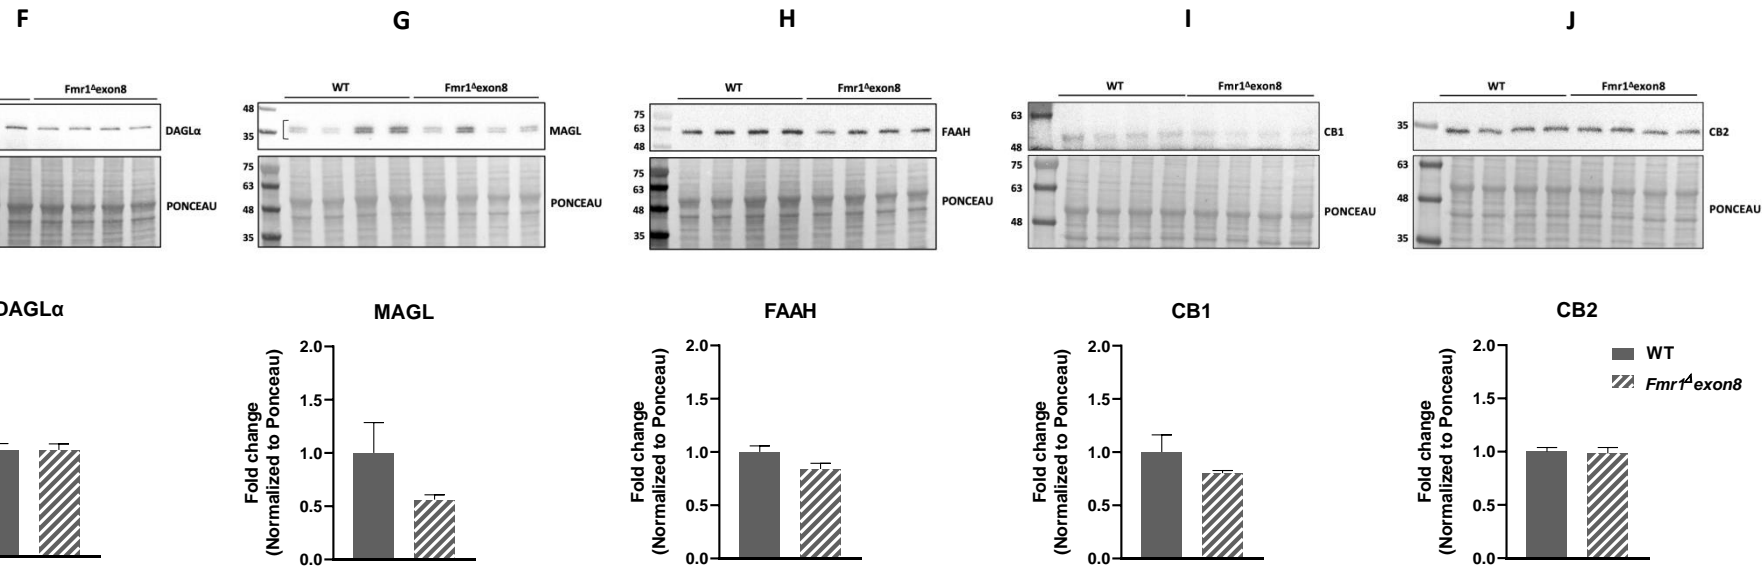 F
G
H
I
J
Fmr1Δexon8
WT
Fmr1Δexon8
WT
Fmr1Δexon8
WT
Fmr1Δexon8
WT
Fmr1Δexon8
DAGLα
48
35
MAGL
75
63
48
FAAH
63
48
CB1
35
CB2
PONCEAU
75
63
48
35
PONCEAU
75
63
48
35
PONCEAU
75
63
48
PONCEAU
63
48
35
PONCEAU
DAGLα
MAGL
FAAH
CB1
CB2
Fold change
(Normalized to Ponceau)
2.0
1.5
1.0
0.5
0.0
Fold change
(Normalized to Ponceau)
2.0
1.5
1.0
0.5
0.0
Fold change
(Normalized to Ponceau)
2.0
1.5
1.0
0.5
0.0
Fold change
(Normalized to Ponceau)
2.0
1.5
1.0
0.5
0.0
WT
Fmr1Δexon8